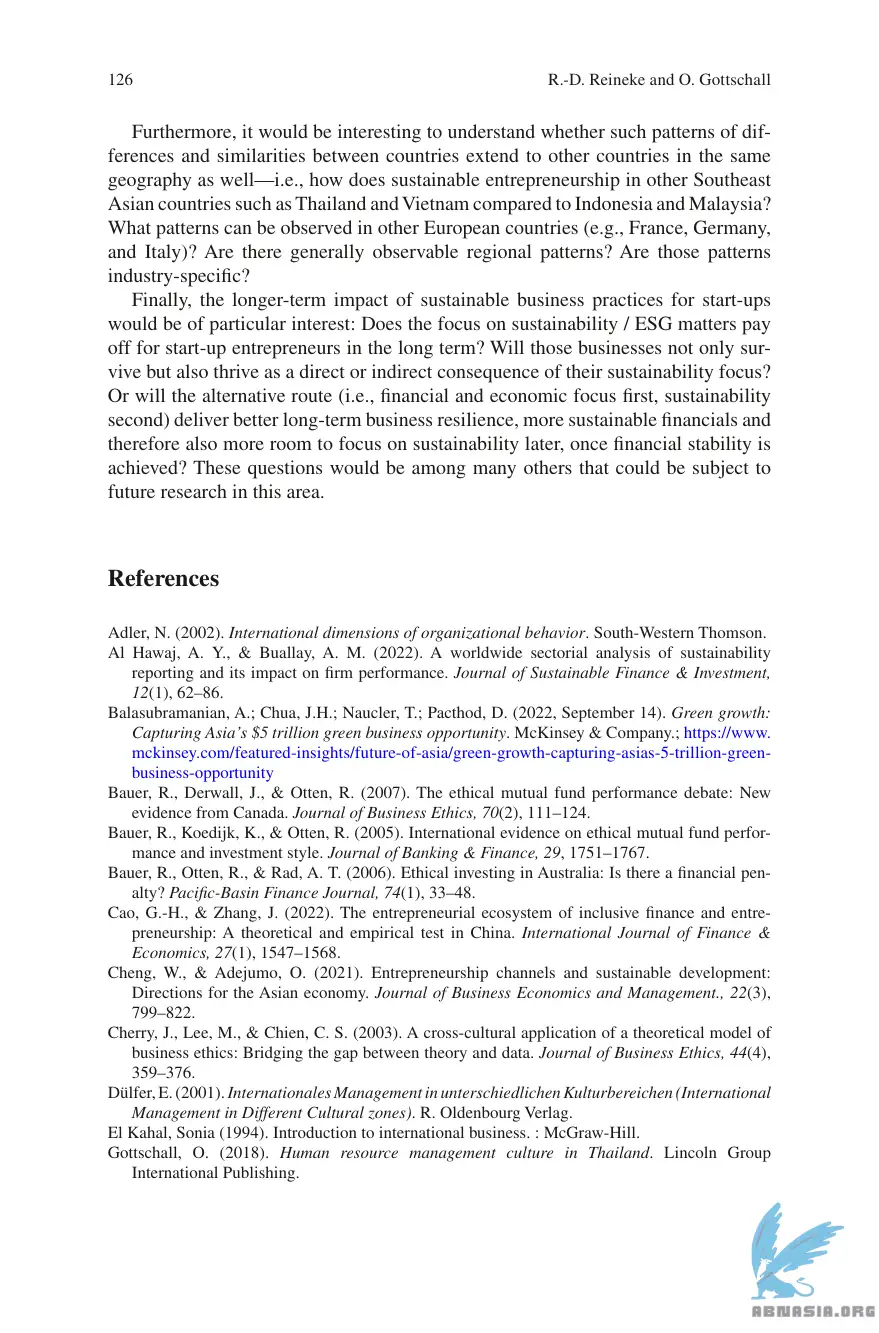 126
R.-D. Reineke and O. Gottschall
Furthermore, it would be interesting to understand whether such patterns of dif-
ferences and similarities between countries extend to other countries in the same
geography as well—i.e., how does sustainable entrepreneurship in other Southeast
Asian countries such as Thailand and Vietnam compared to Indonesia and Malaysia?
What patterns can be observed in other European countries (e.g., France, Germany,
and Italy)? Are there generally observable regional patterns? Are those patterns
industry-specific?
Finally, the longer-term impact of sustainable business practices for start-ups
would be of particular interest: Does the focus on sustainability / ESG matters pay
off for start-up entrepreneurs in the long term? Will those businesses not only sur-
vive but also thrive as a direct or indirect consequence of their sustainability focus?
Or will the alternative route (i.e., financial and economic focus first, sustainability
second) deliver better long-term business resilience, more sustainable financials and
therefore also more room to focus on sustainability later, once financial stability is
achieved? These questions would be among many others that could be subject to
future research in this area.
References
Adler, N. (2002). International dimensions of organizational behavior. South-Western Thomson.
Al Hawaj, A. Y., & Buallay, A. M. (2022). A worldwide sectorial analysis of sustainability
reporting and its impact on firm performance. Journal of Sustainable Finance & Investment,
12(1), 62–86.
Balasubramanian, A.; Chua, J.H.; Naucler, T.; Pacthod, D. (2022, September 14). Green growth:
Capturing Asia's $5 trillion green business opportunity. McKinsey & Company.; https://www.
mckinsey.com/featured-insights/future-of-asia/green-growth-capturing-asias-5-trillion-green-
business-opportunity
Bauer, R., Derwall, J., & Otten, R. (2007). The ethical mutual fund performance debate: New
evidence from Canada. Journal of Business Ethics, 70(2), 111–124.
Bauer, R., Koedijk, K., & Otten, R. (2005). International evidence on ethical mutual fund perfor-
mance and investment style. Journal of Banking & Finance, 29, 1751–1767.
Bauer, R., Otten, R., & Rad, A. T. (2006). Ethical investing in Australia: Is there a financial pen-
alty? Pacific-Basin Finance Journal, 74(1), 33–48.
Cao, G.-H., & Zhang, J. (2022). The entrepreneurial ecosystem of inclusive finance and entre-
preneurship: A theoretical and empirical test in China. International Journal of Finance &
Economics, 27(1), 1547–1568.
Cheng, W., & Adejumo, O. (2021). Entrepreneurship channels and sustainable development:
Directions for the Asian economy. Journal of Business Economics and Management., 22(3),
799–822.
Cherry, J., Lee, M., & Chien, C. S. (2003). A cross-cultural application of a theoretical model of
business ethics: Bridging the gap between theory and data. Journal of Business Ethics, 44(4),
359–376.
Dülfer, E. (2001). Internationales Management in unterschiedlichen Kulturbereichen (International
Management in Different Cultural zones). R. Oldenbourg Verlag.
El Kahal, Sonia (1994). Introduction to international business. : McGraw-Hill.
Gottschall, O. (2018). Human resource management culture in Thailand. Lincoln Group
International Publishing.
ABNASIA.ORG